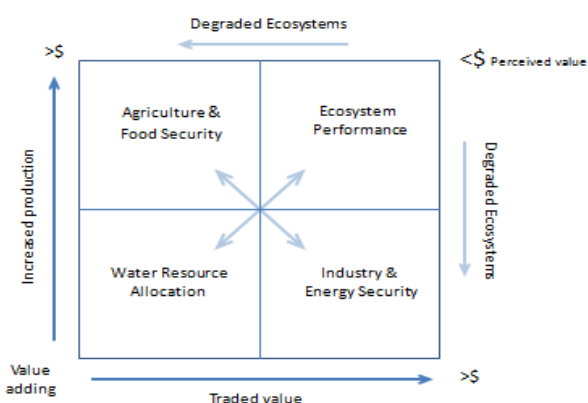 Degraded Ecosystems
>$
<$ Perceived value
Agriculture &
Food Security
Ecosystem
Performance
Increased production
Degraded Ecosystems
Water Resource
Allocation
Industry &
Energy Security
Value
adding
>$
Traded value